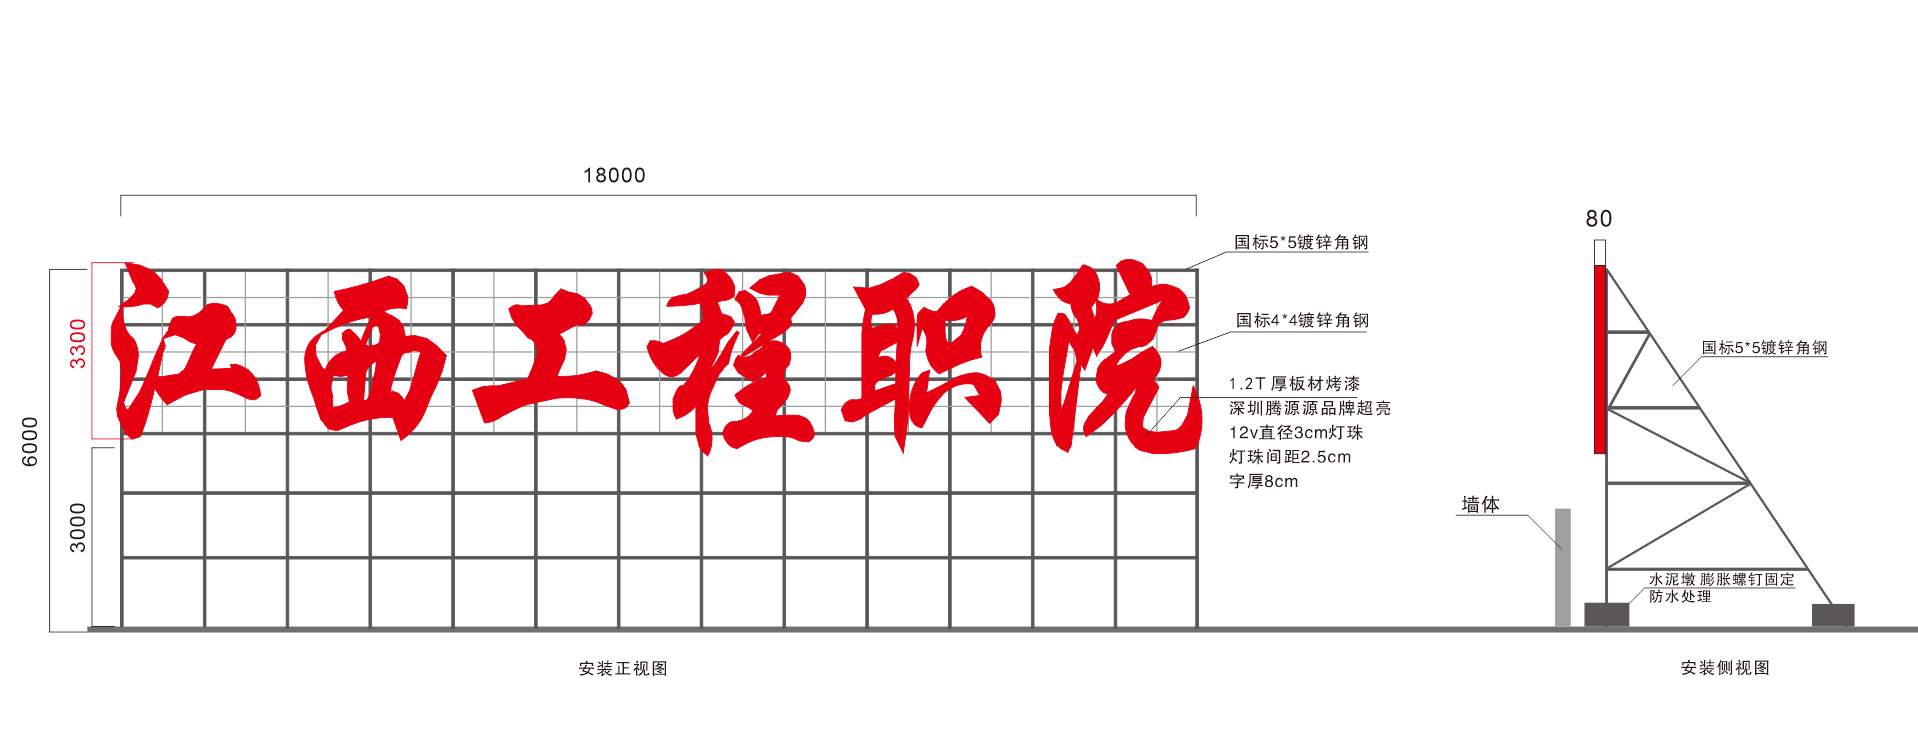 18000
80
国标5*5镀锌角钢
江西工程职院
3300
国标4*4镀锌角钢
国标5*5镀锌角钢
1.2T 厚板材烤漆
深圳腾源源品牌超亮
12v直径3cm灯珠
灯珠间距2.5cm
字厚8cm
6000
3000
墙体
水泥墩 膨胀螺钉固定
防水处理
安装正视图
安装侧视图